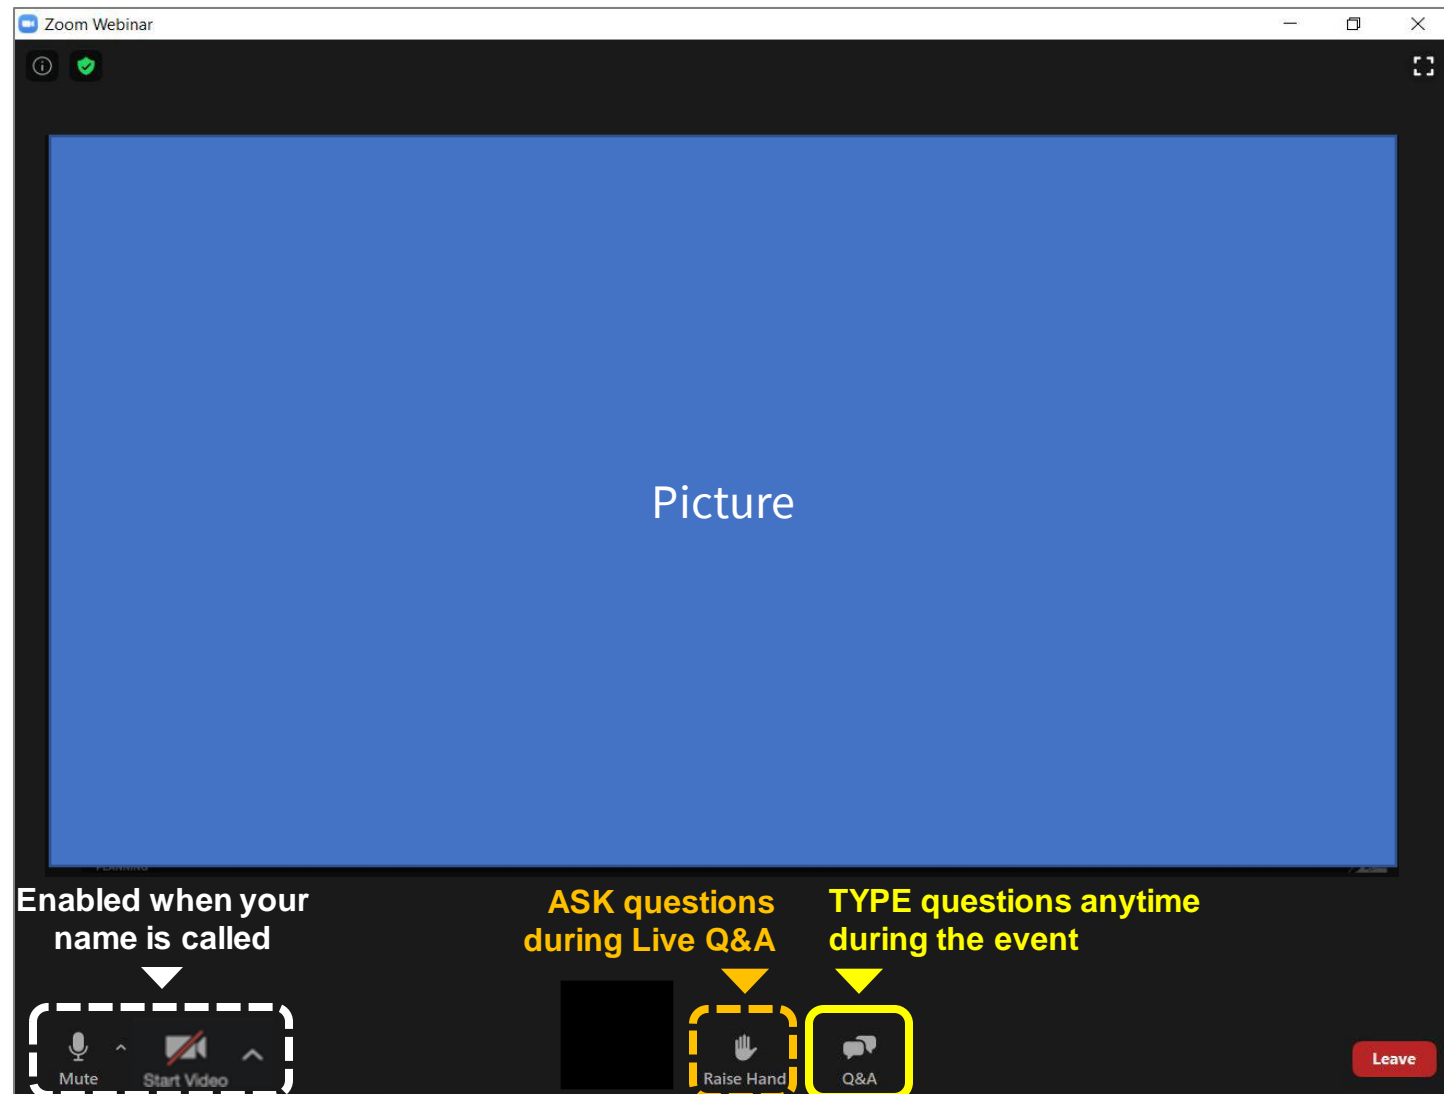 Zoom Webinar
Picture
PLANNING
Enabled when your
name is called
ASK questions
during Live Q&A
TYPE questions anytime
during the event
Mute
Start Video
Raise Hand
Q&A
Leave